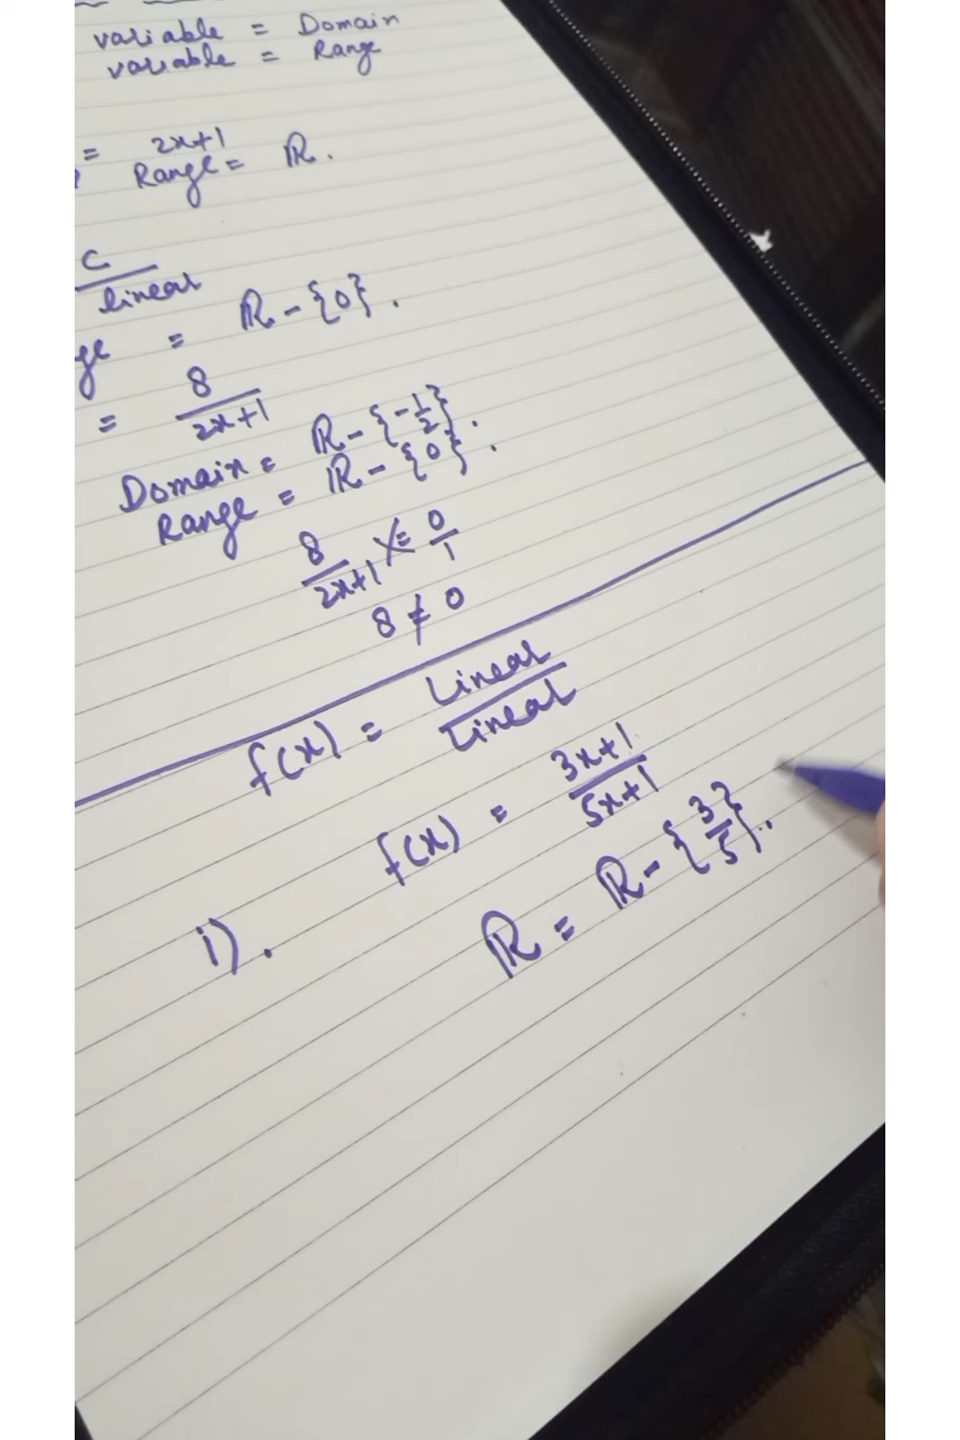 variable = Domain
variable = Range
= 2x+1
Range = ℝ.
C
linear
ge = ℝ - {0}.
= 8/2x+1
Domain = ℝ - {-1/2}.
Range = ℝ - {0}.
8/2x+1 = 0/1
8 ≠ 0
f(x) = Linear/Linear
f(x) = 3x+1/5x+1
i). ℝ = ℝ - {3/5}.